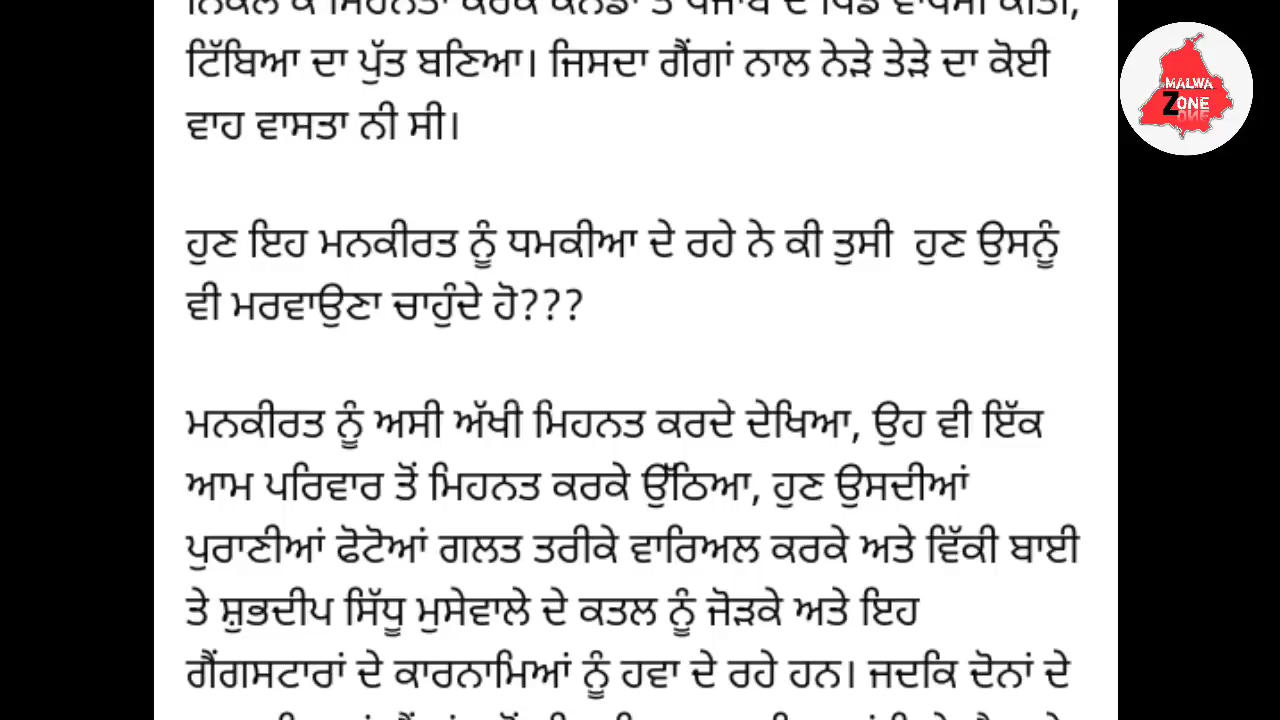 ਟਿੱਬਿਆ ਦਾ ਪੁੱਤ ਬਣਿਆ। ਜਿਸਦਾ ਗੈਂਗਾਂ ਨਾਲ ਨੇੜੇ ਤੇੜੇ ਦਾ ਕੋਈ
ਵਾਹ ਵਾਸਤਾ ਨੀ ਸੀ।
ਹੁਣ ਇਹ ਮਨਕੀਰਤ ਨੂੰ ਧਮਕੀਆ ਦੇ ਰਹੇ ਨੇ ਕੀ ਤੁਸੀ ਹੁਣ ਉਸਨੂੰ
ਵੀ ਮਰਵਾਉਣਾ ਚਾਹੁੰਦੇ ਹੋ???
ਮਨਕੀਰਤ ਨੂੰ ਅਸੀ ਅੱਖੀ ਮਿਹਨਤ ਕਰਦੇ ਦੇਖਿਆ, ਉਹ ਵੀ ਇੱਕ
ਆਮ ਪਰਿਵਾਰ ਤੋਂ ਮਿਹਨਤ ਕਰਕੇ ਉੱਠਿਆ, ਹੁਣ ਉਸਦੀਆਂ
ਪੁਰਾਣੀਆਂ ਫੋਟੋਆਂ ਗਲਤ ਤਰੀਕੇ ਵਾਰਿਅਲ ਕਰਕੇ ਅਤੇ ਵਿੱਕੀ ਬਾਈ
ਤੇ ਸ਼ੁਭਦੀਪ ਸਿੱਧੂ ਮੁਸੇਵਾਲੇ ਦੇ ਕਤਲ ਨੂੰ ਜੋੜਕੇ ਅਤੇ ਇਹ
ਗੈਂਗਸਟਾਰਾਂ ਦੇ ਕਾਰਨਾਮਿਆਂ ਨੂੰ ਹਵਾ ਦੇ ਰਹੇ ਹਨ। ਜਦਕਿ ਦੋਨਾਂ ਦੇ
MALWA
ZONE